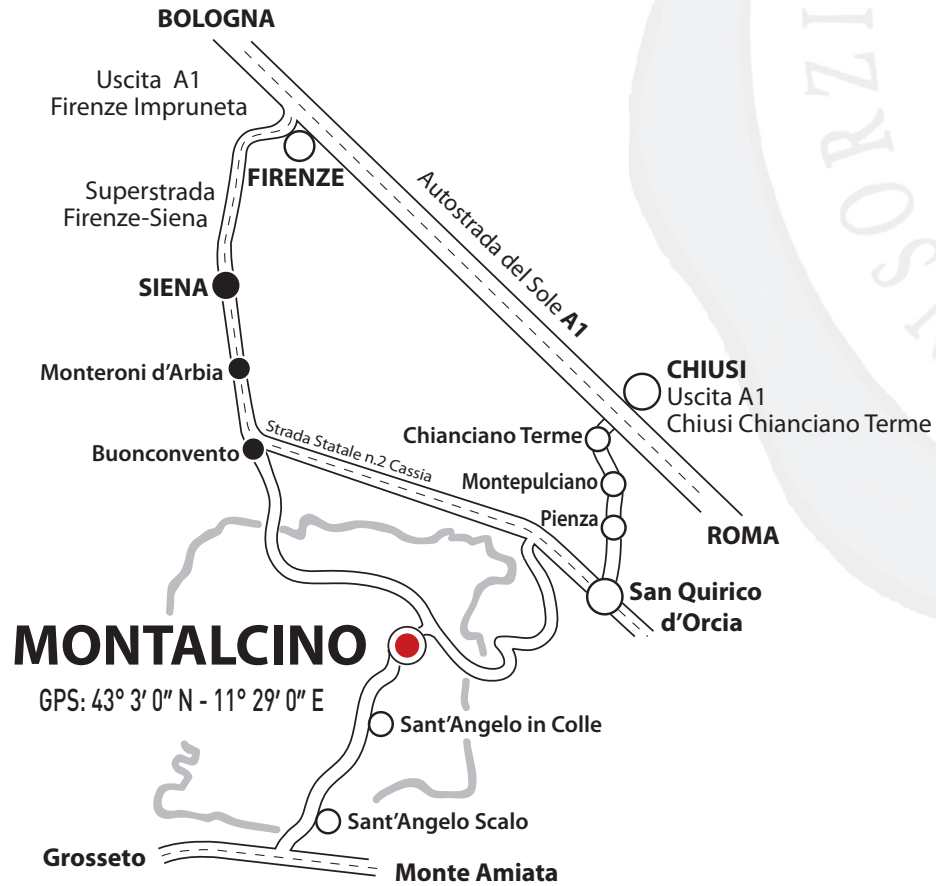 BOLOGNA
Uscita A1
Firenze Impruneta
FIRENZE
Superstrada
Firenze-Siena
Autostrada del Sole A1
SIENA
Monteroni d'Arbia
CHIUSI
Uscita A1
Chiusi Chianciano Terme
Buonconvento
Strada Statale n.2 Cassia
Chianciano Terme
Montepulciano
Pienza
ROMA
San Quirico
d'Orcia
MONTALCINO
GPS: 43° 3' 0" N - 11° 29' 0" E
Sant'Angelo in Colle
Sant'Angelo Scalo
Grosseto
Monte Amiata
SORZI